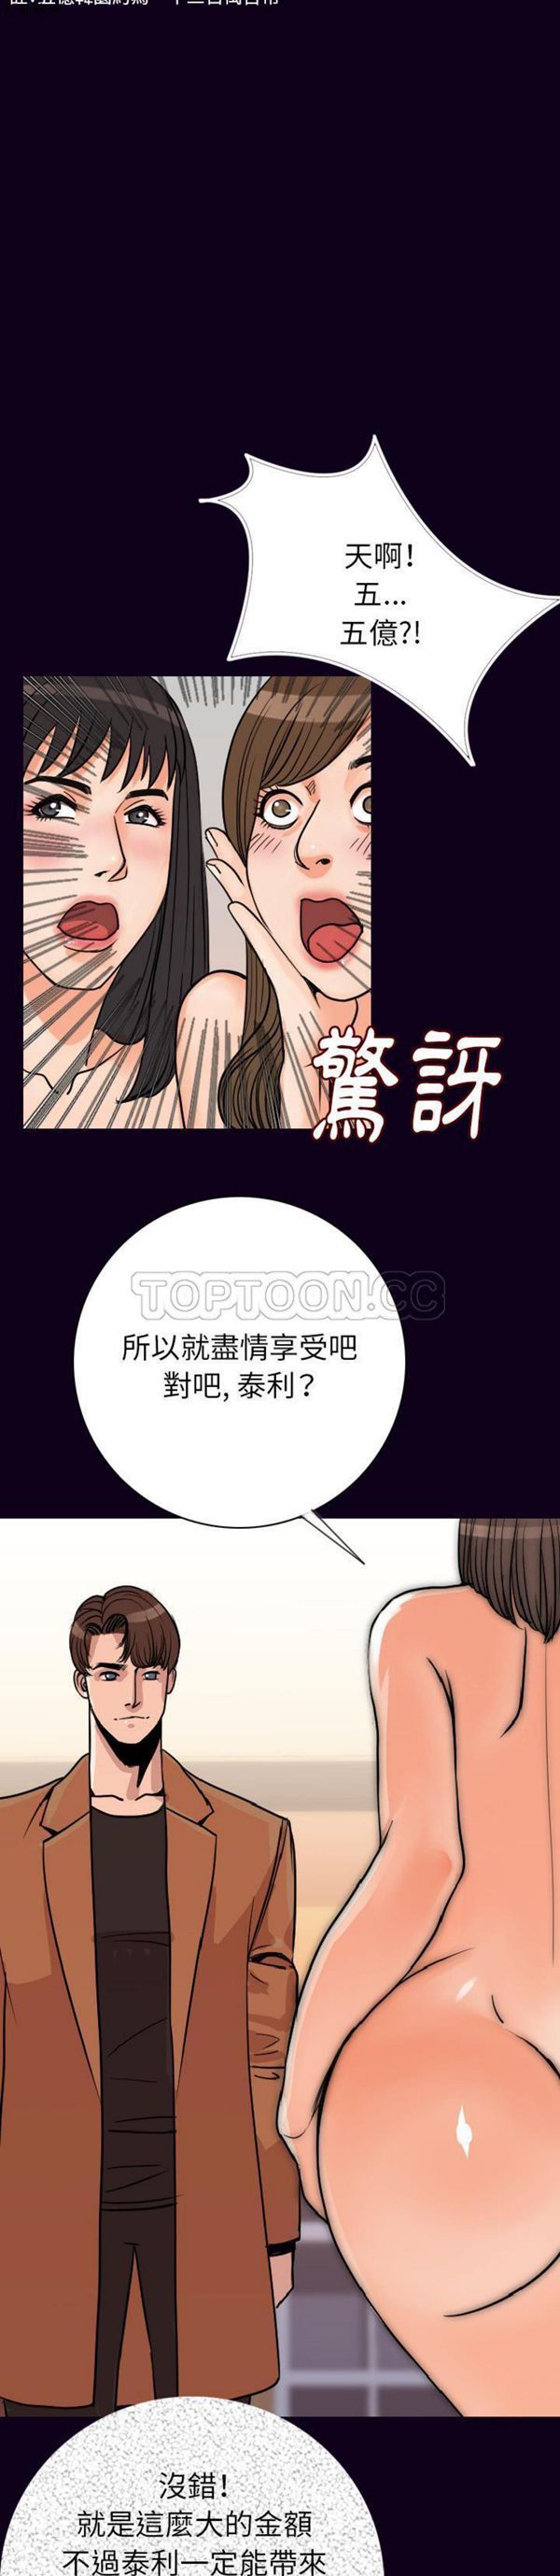 天啊！
五...
五億?!
驚訝
TOPTOON.CC
所以就盡情享受吧
對吧, 泰利？
沒錯！
就是這麼大的金額
不過泰利一定能帶來